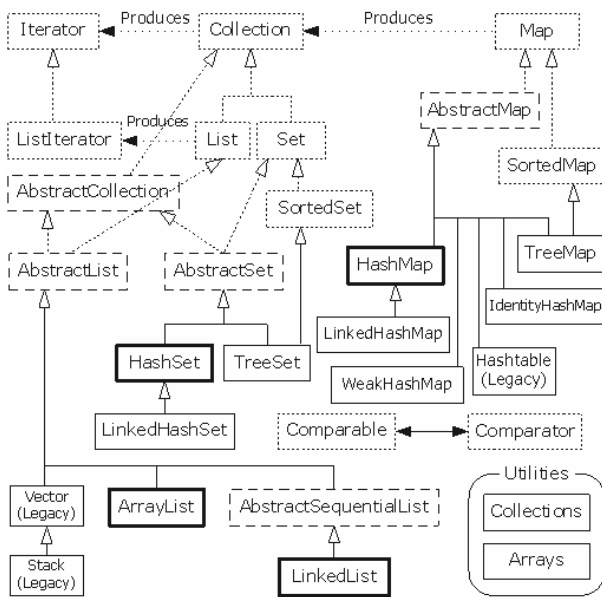 Iterator
Produces
Collection
Produces
Map
ListIterator
Produces
List
Set
AbstractMap
SortedMap
AbstractCollection
SortedSet
AbstractList
AbstractSet
HashMap
TreeMap
IdentityHashMap
LinkedHashMap
HashSet
TreeSet
WeakHashMap
Hashtable
(Legacy)
LinkedHashSet
Comparable
Comparator
Utilities
Collections
Arrays
Vector
(Legacy)
ArrayList
AbstractSequentialList
Stack
(Legacy)
LinkedList